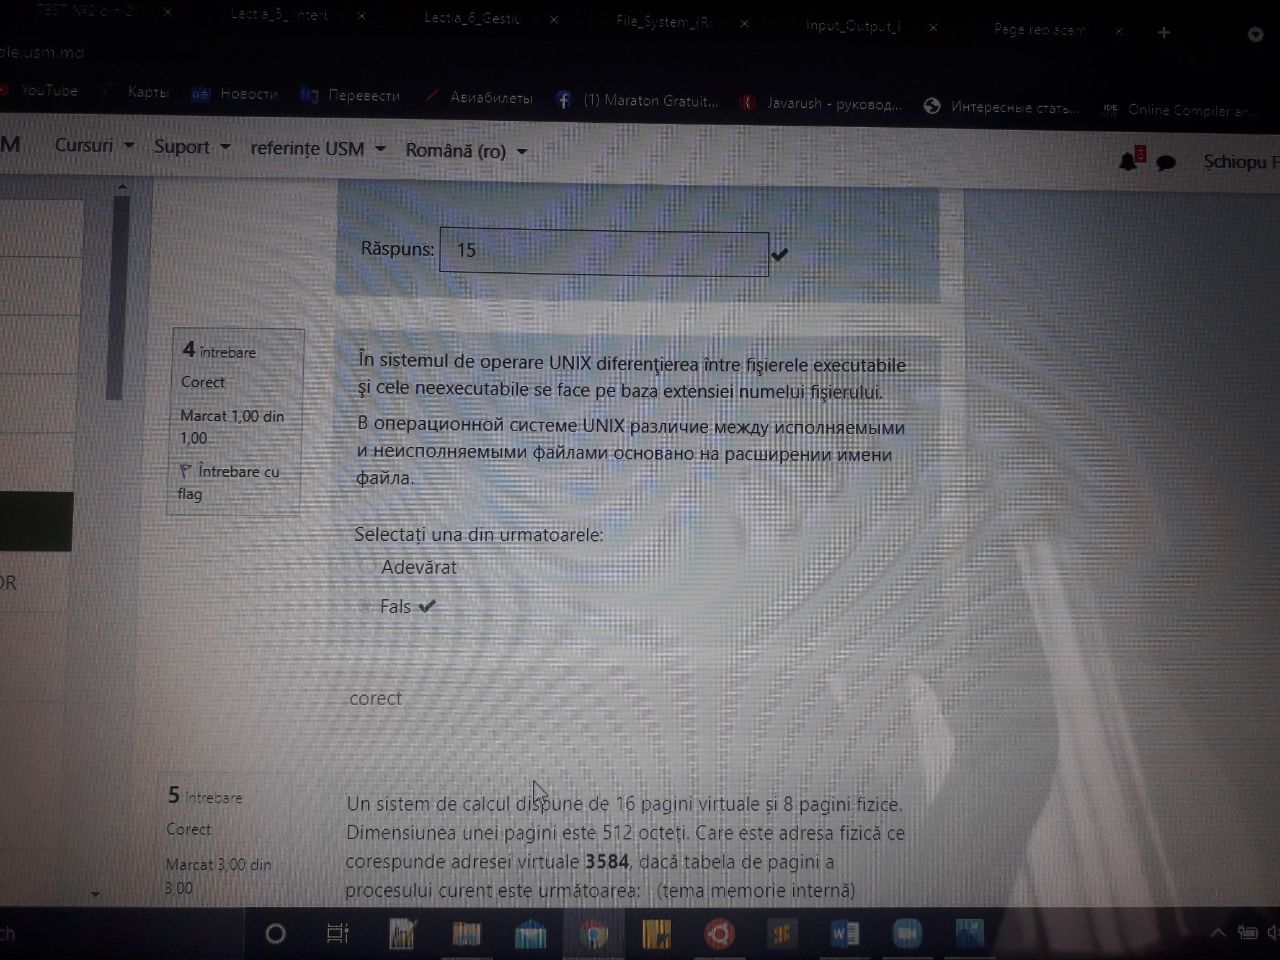 TEST №2 din 2
Lectia_5_
Lectia_6_Gestiu
File_System_(Ro
Input_Output_F
Page replacem
ole.usm.md
YouTube Карты Новости Перевести Авиабилеты (1) Maraton Gratuit... Javarush - руковод... Интересные стать... Online Compiler an...
M Cursuri Suport referințe USM Română (ro) Șchiopu F
Răspuns: 15
4 întrebare
Corect
Marcat 1,00 din
1,00
Întrebare cu
flag
În sistemul de operare UNIX diferenţierea între fişierele executabile
şi cele neexecutabile se face pe baza extensiei numelui fişierului.
В операционной системе UNIX различие между исполняемыми
и неисполняемыми файлами основано на расширении имени
файла.
Selectați una din urmatoarele:
Adevărat
Fals
corect
OR
5 întrebare
Corect
Marcat 3,00 din
3,00
Un sistem de calcul dispune de 16 pagini virtuale și 8 pagini fizice.
Dimensiunea unei pagini este 512 octeți. Care este adresa fizică ce
corespunde adresei virtuale 3584, dacă tabela de pagini a
procesului curent este următoarea: (tema memorie internă)
ch